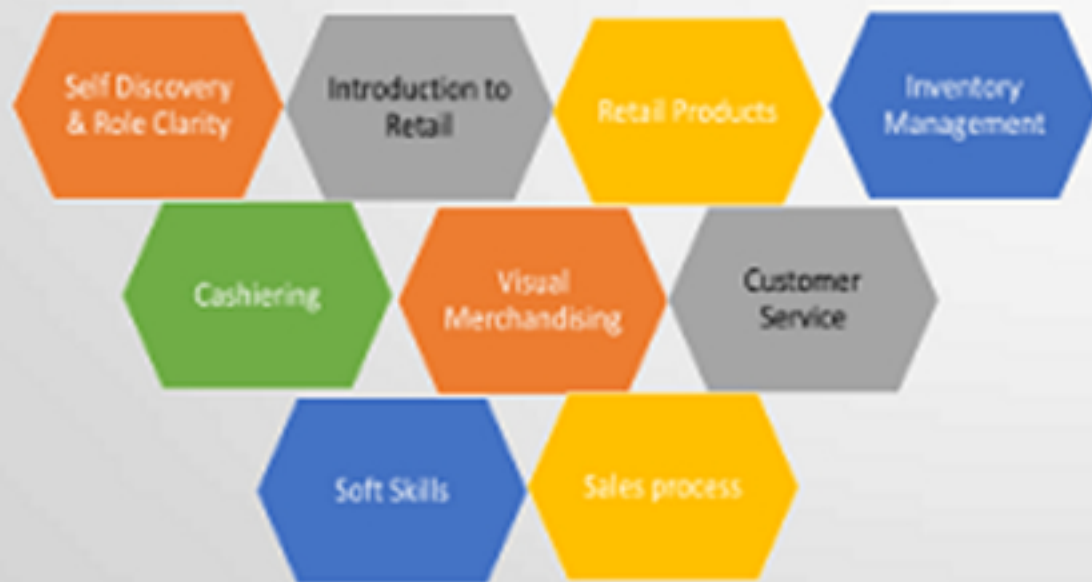 Self Discovery
& Role Clarity
Introduction to
Retail
Retail Products
Inventory
Management
Cashiering
Visual
Merchandising
Customer
Service
Soft Skills
Sales process